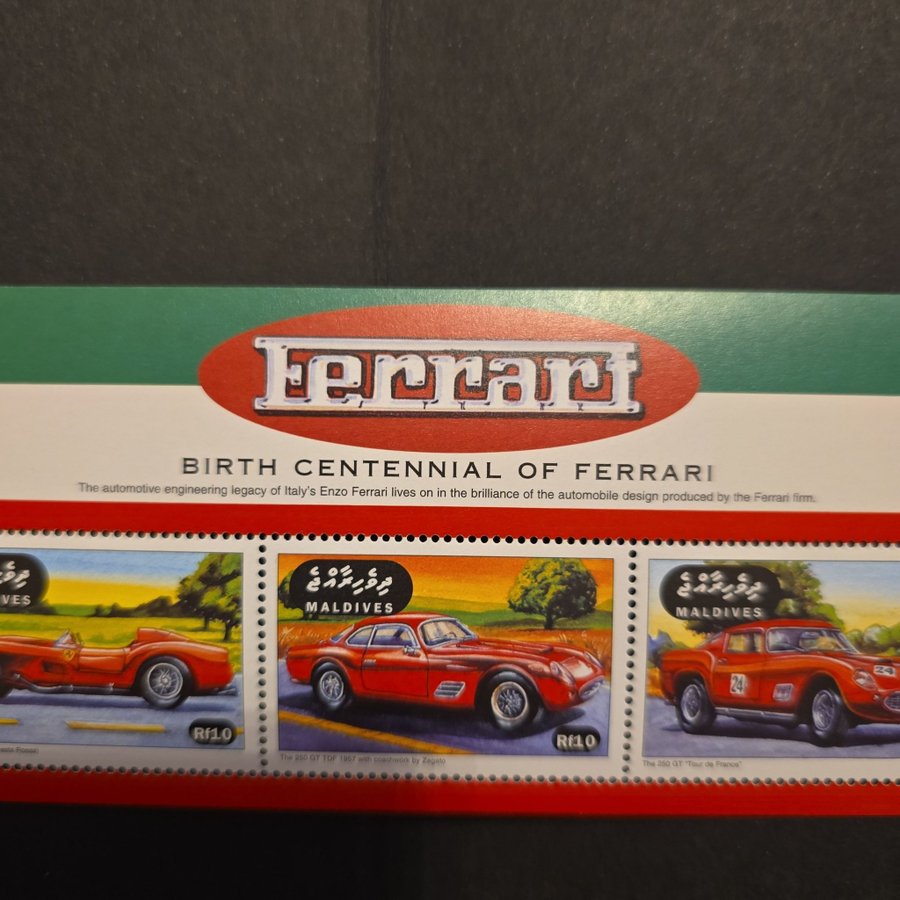 Ferrari
BIRTH CENTENNIAL OF FERRARI
The automotive engineering legacy of Italy's Enzo Ferrari lives on in the brilliance of the automobile design produced by the Ferrari firm.
ދިވެހިރާއްޖެ
MALDIVES
ދިވެހިރާއްޖެ
MALDIVES
24
24
Rf10
Rf10
The 250 GT TDF 1957 with coachwork by Zagato
The 250 GT "Tour de France"